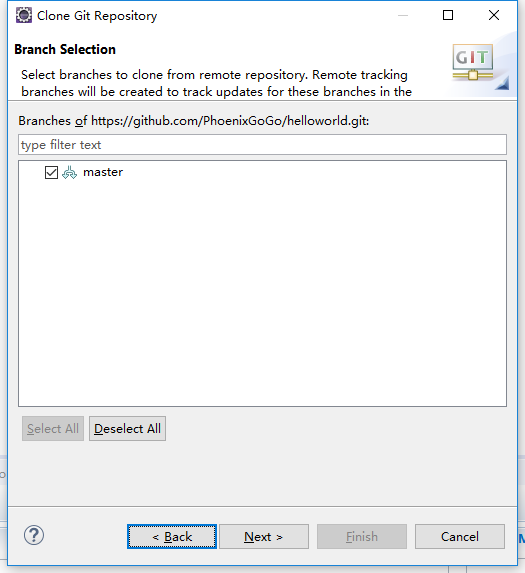 Clone Git Repository
Branch Selection
GIT
Select branches to clone from remote repository. Remote tracking
branches will be created to track updates for these branches in the
Branches of https://github.com/PhoenixGoGo/helloworld.git:
type filter text
master
Select All
Deselect All
?
< Back
Next >
Finish
Cancel